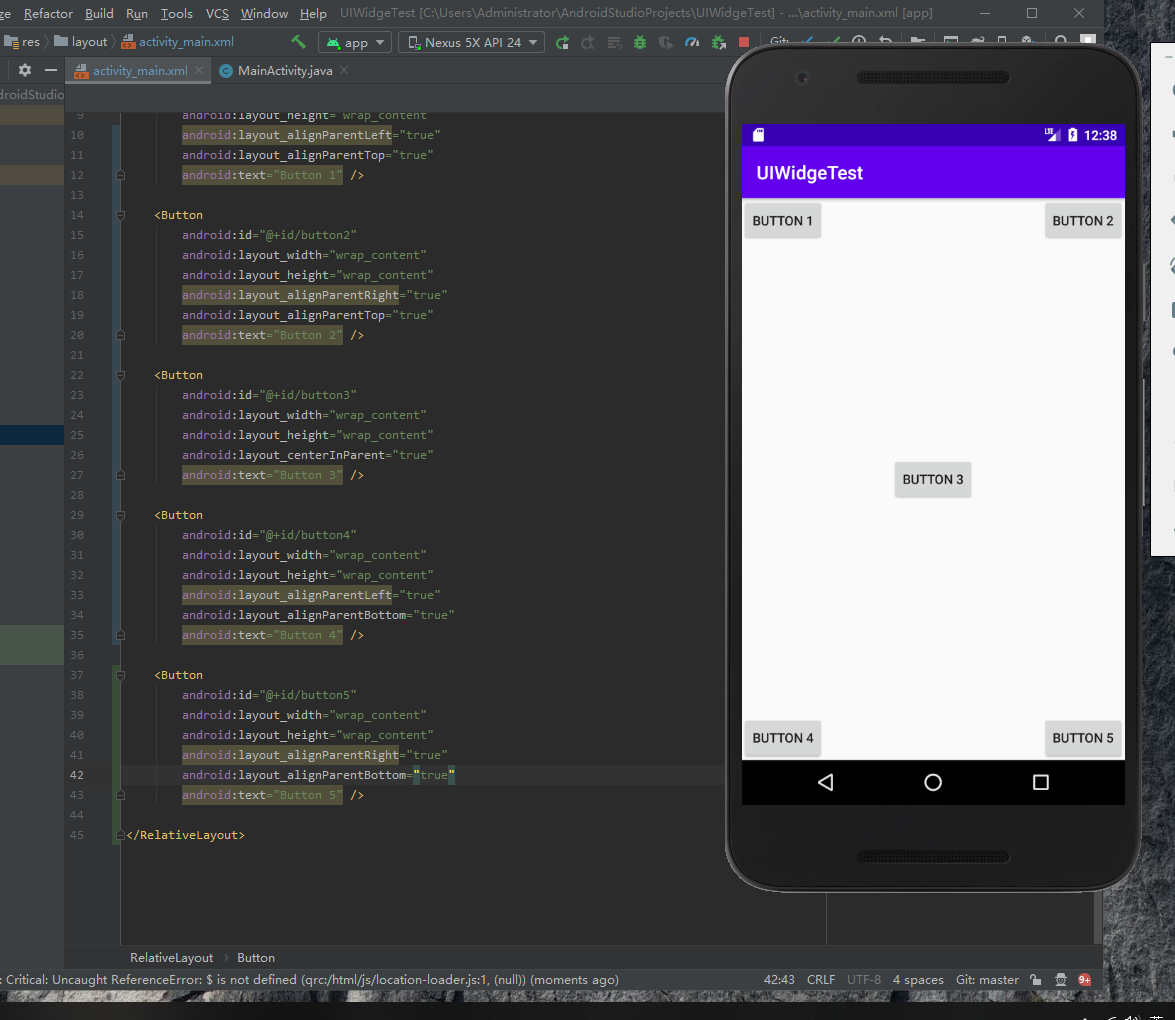 ze Refactor Build Run Tools VCS Window Help UIWidgeTest [C:\Users\Administrator\AndroidStudioProjects\UIWidgeTest] - ...\activity_main.xml [app]
res layout activity_main.xml app Nexus 5X API 24 Git:
activity_main.xml MainActivity.java
droidStudio
9 android:layout_height="wrap_content"
10 android:layout_alignParentLeft="true"
11 android:layout_alignParentTop="true"
12 android:text="Button 1" />
13
14 <Button
15 android:id="@+id/button2"
16 android:layout_width="wrap_content"
17 android:layout_height="wrap_content"
18 android:layout_alignParentRight="true"
19 android:layout_alignParentTop="true"
20 android:text="Button 2" />
21
22 <Button
23 android:id="@+id/button3"
24 android:layout_width="wrap_content"
25 android:layout_height="wrap_content"
26 android:layout_centerInParent="true"
27 android:text="Button 3" />
28
29 <Button
30 android:id="@+id/button4"
31 android:layout_width="wrap_content"
32 android:layout_height="wrap_content"
33 android:layout_alignParentLeft="true"
34 android:layout_alignParentBottom="true"
35 android:text="Button 4" />
36
37 <Button
38 android:id="@+id/button5"
39 android:layout_width="wrap_content"
40 android:layout_height="wrap_content"
41 android:layout_alignParentRight="true"
42 android:layout_alignParentBottom="true"
43 android:text="Button 5" />
44
45 </RelativeLayout>
RelativeLayout Button
: Critical: Uncaught ReferenceError: $ is not defined (qrc:/html/js/location-loader.js:1, (null)) (moments ago) 42:43 CRLF UTF-8 4 spaces Git: master 9+
LTE 12:38
UIWidgeTest
BUTTON 1 BUTTON 2
BUTTON 3
BUTTON 4 BUTTON 5